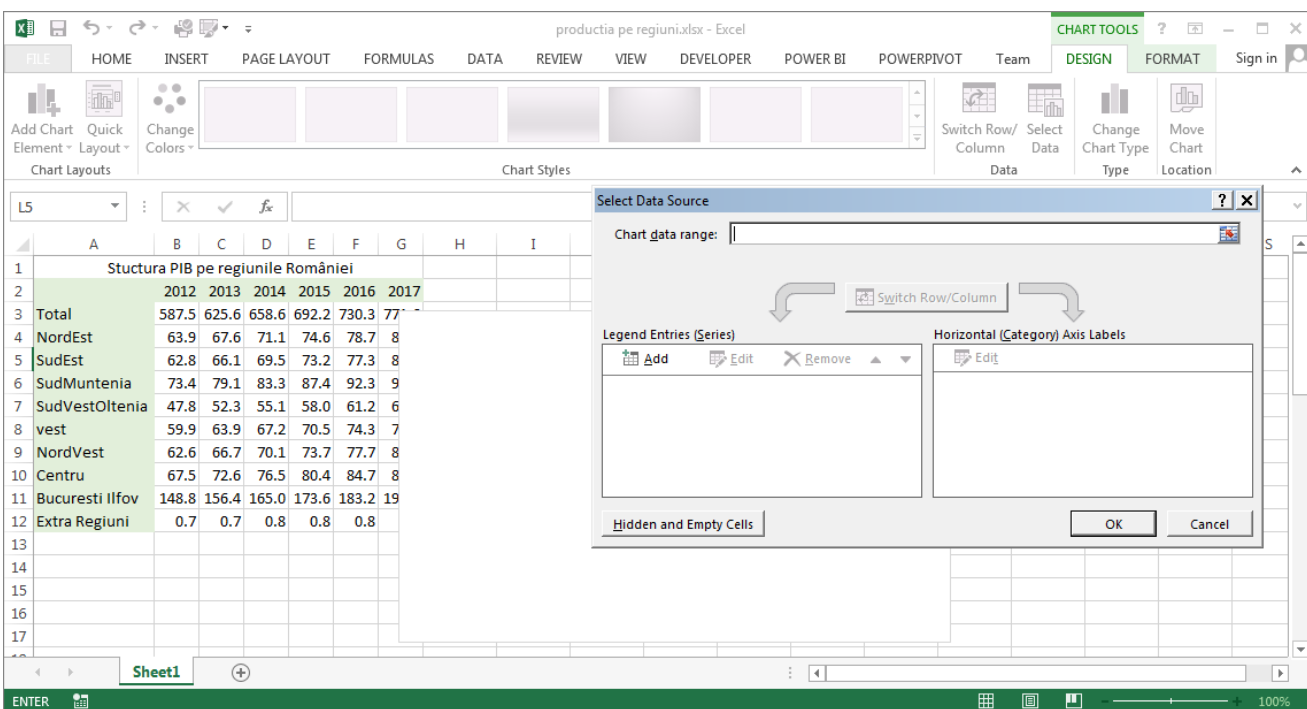 productia pe regiuni.xlsx - Excel
CHART TOOLS ?
FILE HOME INSERT PAGE LAYOUT FORMULAS DATA REVIEW VIEW DEVELOPER POWER BI POWERPIVOT Team DESIGN FORMAT Sign in
Add Chart Element
Quick Layout
Change Colors
Switch Row/ Column
Select Data
Change Chart Type
Move Chart
Chart Layouts Chart Styles Data Type Location
L5 fx
Select Data Source ? X
Chart data range:
Switch Row/Column
Legend Entries (Series)
Add Edit Remove
Horizontal (Category) Axis Labels
Edit
Hidden and Empty Cells OK Cancel
A B C D E F G H I S
1 Stuctura PIB pe regiunile României
2 2012 2013 2014 2015 2016 2017
3 Total 587.5 625.6 658.6 692.2 730.3
4 NordEst 63.9 67.6 71.1 74.6 78.7 8
5 SudEst 62.8 66.1 69.5 73.2 77.3 8
6 SudMuntenia 73.4 79.1 83.3 87.4 92.3 9
7 SudVestOltenia 47.8 52.3 55.1 58.0 61.2 6
8 vest 59.9 63.9 67.2 70.5 74.3 7
9 NordVest 62.6 66.7 70.1 73.7 77.7 8
10 Centru 67.5 72.6 76.5 80.4 84.7 8
11 Bucuresti Ilfov 148.8 156.4 165.0 173.6 183.2 19
12 Extra Regiuni 0.7 0.7 0.8 0.8 0.8
13
14
15
16
17
Sheet1
ENTER 100%